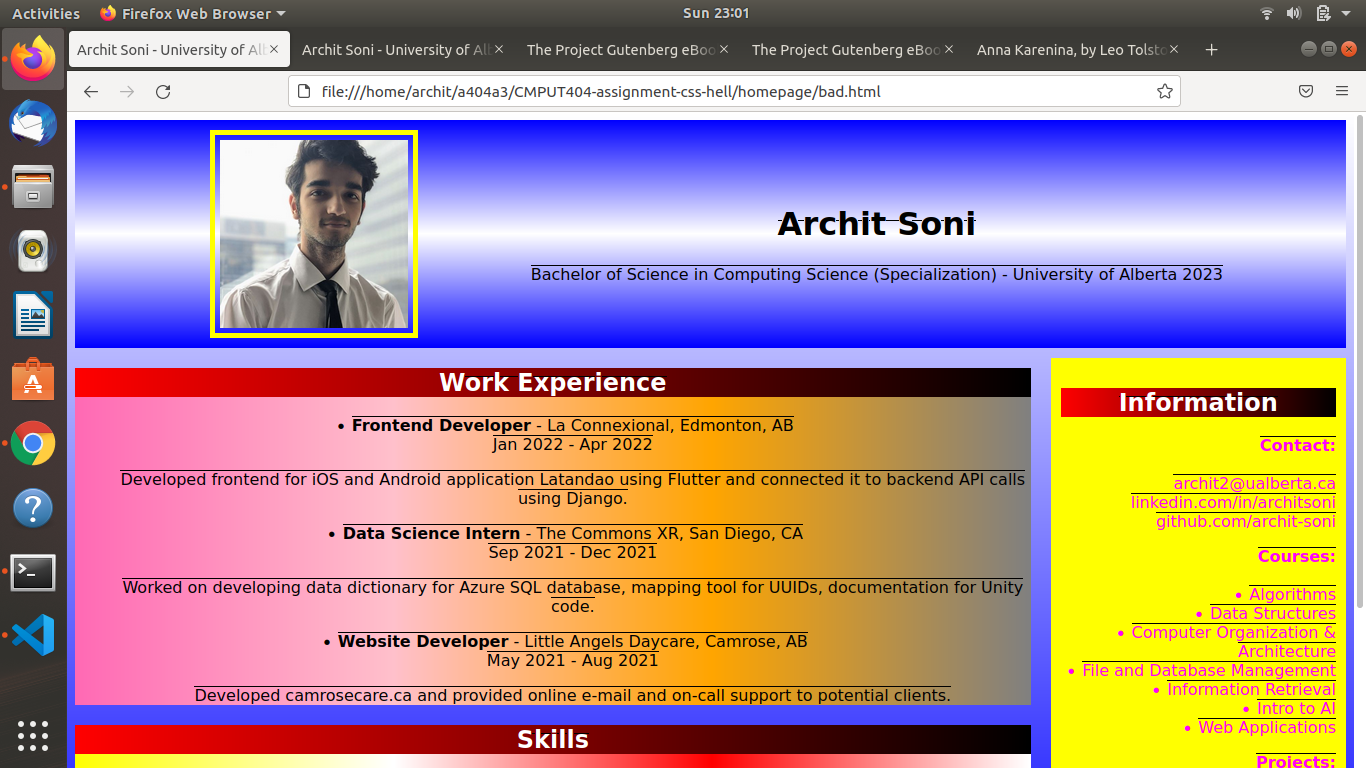 Activities Firefox Web Browser Sun 23:01
Archit Soni - University of Al Archit Soni - University of Al The Project Gutenberg eBoo The Project Gutenberg eBoo Anna Karenina, by Leo Tolsto
file:///home/archit/a404a3/CMPUT404-assignment-css-hell/homepage/bad.html
Archit Soni
Bachelor of Science in Computing Science (Specialization) - University of Alberta 2023
Work Experience
• Frontend Developer - La Connexional, Edmonton, AB
Jan 2022 - Apr 2022
Developed frontend for iOS and Android application Latandao using Flutter and connected it to backend API calls
using Django.
• Data Science Intern - The Commons XR, San Diego, CA
Sep 2021 - Dec 2021
Worked on developing data dictionary for Azure SQL database, mapping tool for UUIDs, documentation for Unity
code.
• Website Developer - Little Angels Daycare, Camrose, AB
May 2021 - Aug 2021
Developed camrosecare.ca and provided online e-mail and on-call support to potential clients.
Skills
Information
Contact:
archit2@ualberta.ca
linkedin.com/in/architsoni
github.com/archit-soni
Courses:
• Algorithms
• Data Structures
• Computer Organization &
Architecture
• File and Database Management
• Information Retrieval
• Intro to AI
• Web Applications
Projects: